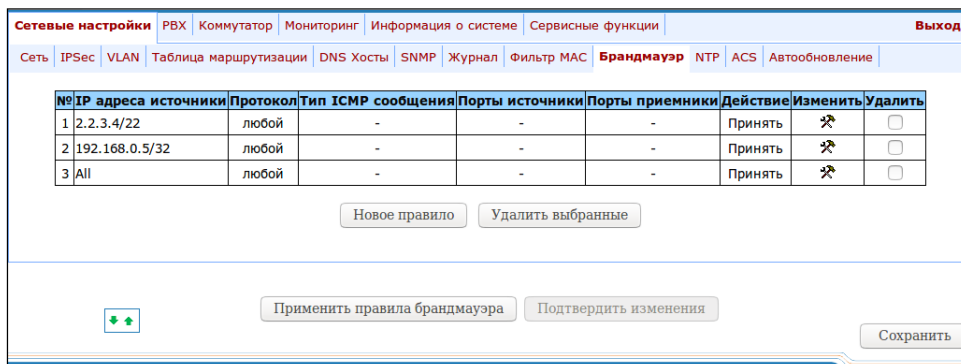 Сетевые настройки PBX Коммутатор Мониторинг Информация о системе Сервисные функции Выход
Сеть IPSec VLAN Таблица маршрутизации DNS Хосты SNMP Журнал Фильтр MAC Брандмауэр NTP ACS Автообновление
№ IP адреса источники Протокол Тип ICMP сообщения Порты источники Порты приемники Действие Изменить Удалить
1 2.2.3.4/22 любой - - - Принять
2 192.168.0.5/32 любой - - - Принять
3 All любой - - - Принять
Новое правило Удалить выбранные
Применить правила брандмауэра Подтвердить изменения
Сохранить